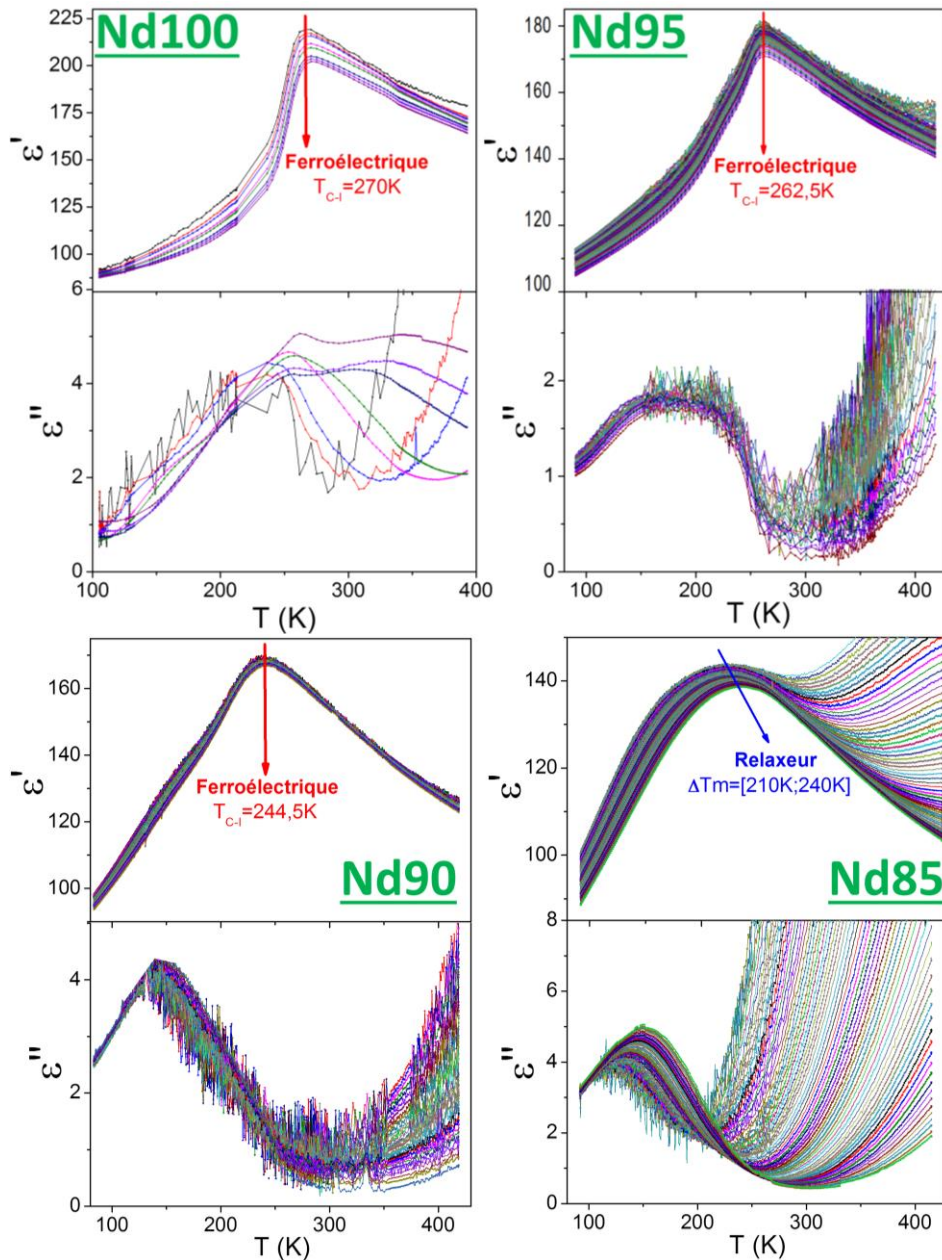 Nd100
ε'
225
200
175
150
125
100
6
Ferroélectrique
T_C-I=270K
ε"
4
2
0
100 200 300 400
T (K)
Nd95
ε'
180
160
140
120
100
Ferroélectrique
T_C-I=262,5K
ε"
2
1
0
100 200 300 400
T (K)
ε'
160
140
120
100
Ferroélectrique
T_C-I=244,5K
Nd90
ε"
4
2
0
100 200 300 400
T (K)
ε'
140
120
100
Relaxeur
ΔTm=[210K;240K]
Nd85
ε"
8
6
4
2
0
100 200 300 400
T (K)